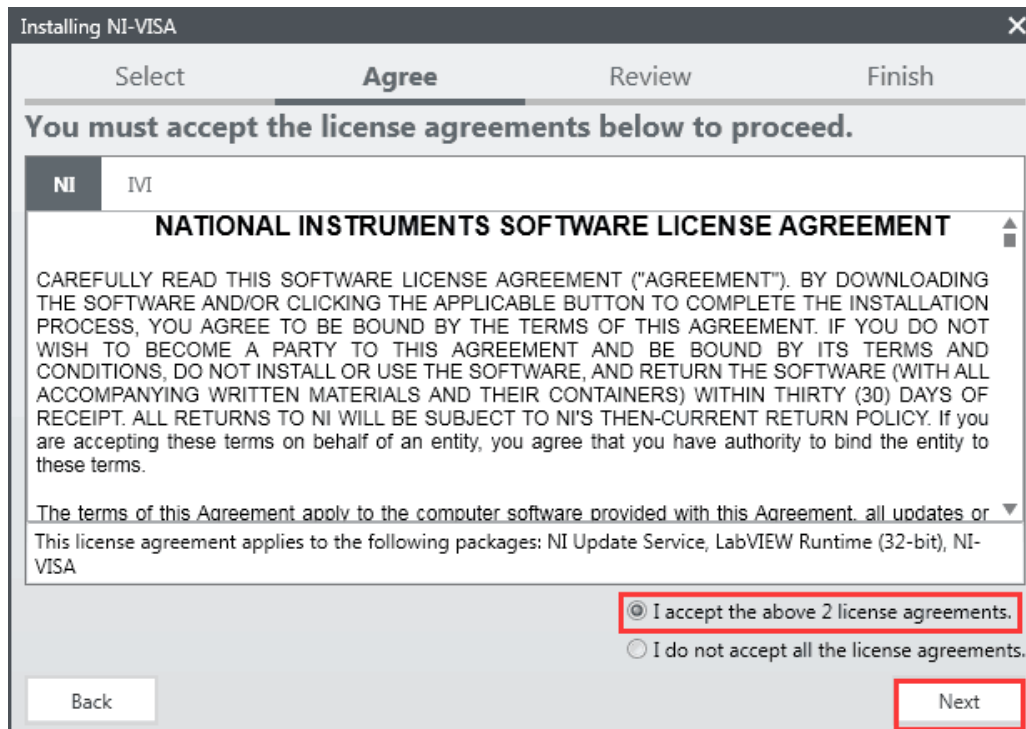 Installing NI-VISA
Select Agree Review Finish
You must accept the license agreements below to proceed.
NI IVI
NATIONAL INSTRUMENTS SOFTWARE LICENSE AGREEMENT
CAREFULLY READ THIS SOFTWARE LICENSE AGREEMENT ("AGREEMENT"). BY DOWNLOADING
THE SOFTWARE AND/OR CLICKING THE APPLICABLE BUTTON TO COMPLETE THE INSTALLATION
PROCESS, YOU AGREE TO BE BOUND BY THE TERMS OF THIS AGREEMENT. IF YOU DO NOT
WISH TO BECOME A PARTY TO THIS AGREEMENT AND BE BOUND BY ITS TERMS AND
CONDITIONS, DO NOT INSTALL OR USE THE SOFTWARE, AND RETURN THE SOFTWARE (WITH ALL
ACCOMPANYING WRITTEN MATERIALS AND THEIR CONTAINERS) WITHIN THIRTY (30) DAYS OF
RECEIPT. ALL RETURNS TO NI WILL BE SUBJECT TO NI'S THEN-CURRENT RETURN POLICY. If you
are accepting these terms on behalf of an entity, you agree that you have authority to bind the entity to
these terms.
The terms of this Agreement apply to the computer software provided with this Agreement, all updates or
This license agreement applies to the following packages: NI Update Service, LabVIEW Runtime (32-bit), NI-
VISA
I accept the above 2 license agreements.
I do not accept all the license agreements.
Back Next